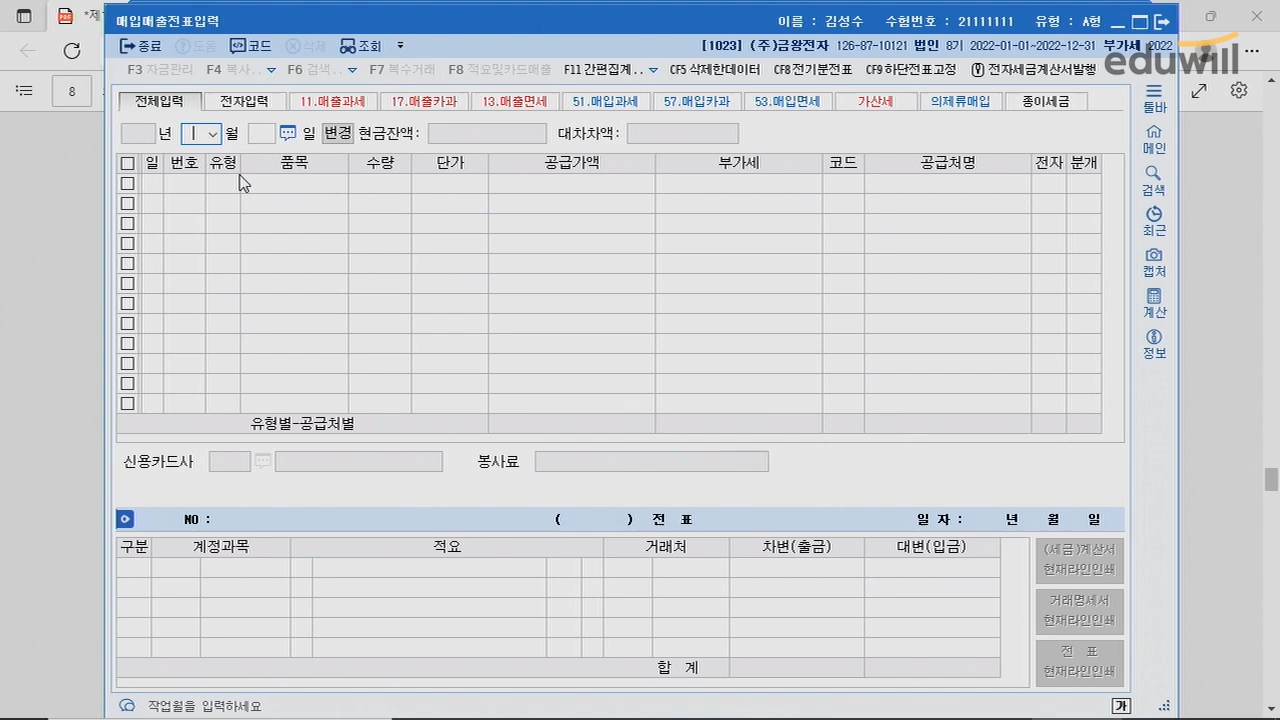 *제
매입매출전표입력
이름 : 김성수 수험번호 : 21111111 유형 : A형
종료 도움 코드 삭제 조회
[1023] (주)금왕전자 126-87-10121 법인 8기 2022-01-01~2022-12-31 부가세 2022
eduwill
F3 자금관리 F4 복사.. F6 검색.. F7 복수거래 F8 적요및카드매출 F11 간편집계.. CF5 삭제한데이터 CF8 전기분전표 CF9 하단전표고정 전자세금계산서발행
8
전체입력 전자입력 11.매출과세 17.매출카과 13.매출면세 51.매입과세 57.매입카과 53.매입면세 가산세 의제류매입 종이세금
툴바
년 월 일 변경 현금잔액: 대차차액:
메인
일 번호 유형 품목 수량 단가 공급가액 부가세 코드 공급처명 전자 분개
검색
최근
캡쳐
계산
정보
유형별-공급처별
신용카드사 봉사료
NO : ( ) 전 표 일 자 : 년 월 일
구분 계정과목 적요 거래처 차변(출금) 대변(입금)
(세금)계산서
현재라인인쇄
거래명세서
현재라인인쇄
전 표
현재라인인쇄
합 계
작업월을 입력하세요
가